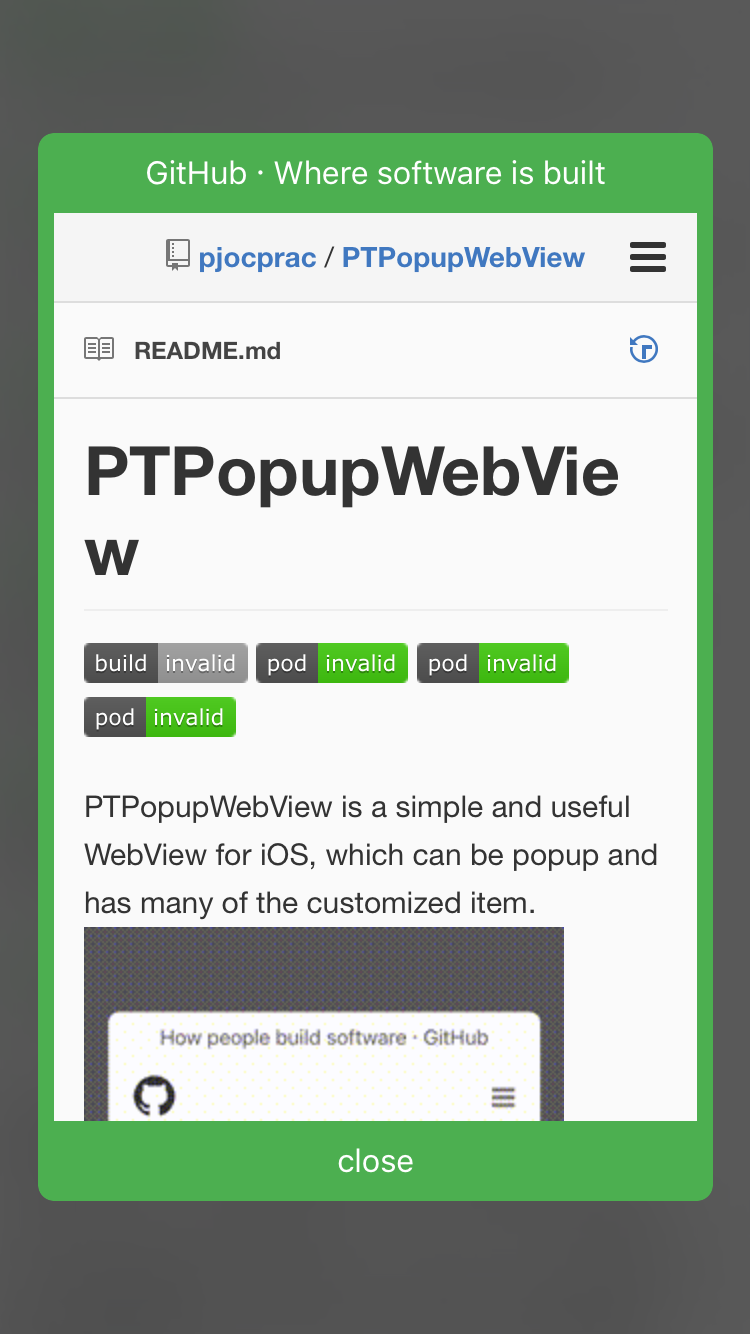 GitHub · Where software is built
pjocprac / PTPopupWebView
README.md
PTPopupWebVie
w
build invalid pod invalid pod invalid
pod invalid
PTPopupWebView is a simple and useful
WebView for iOS, which can be popup and
has many of the customized item.
How people build software · GitHub
close